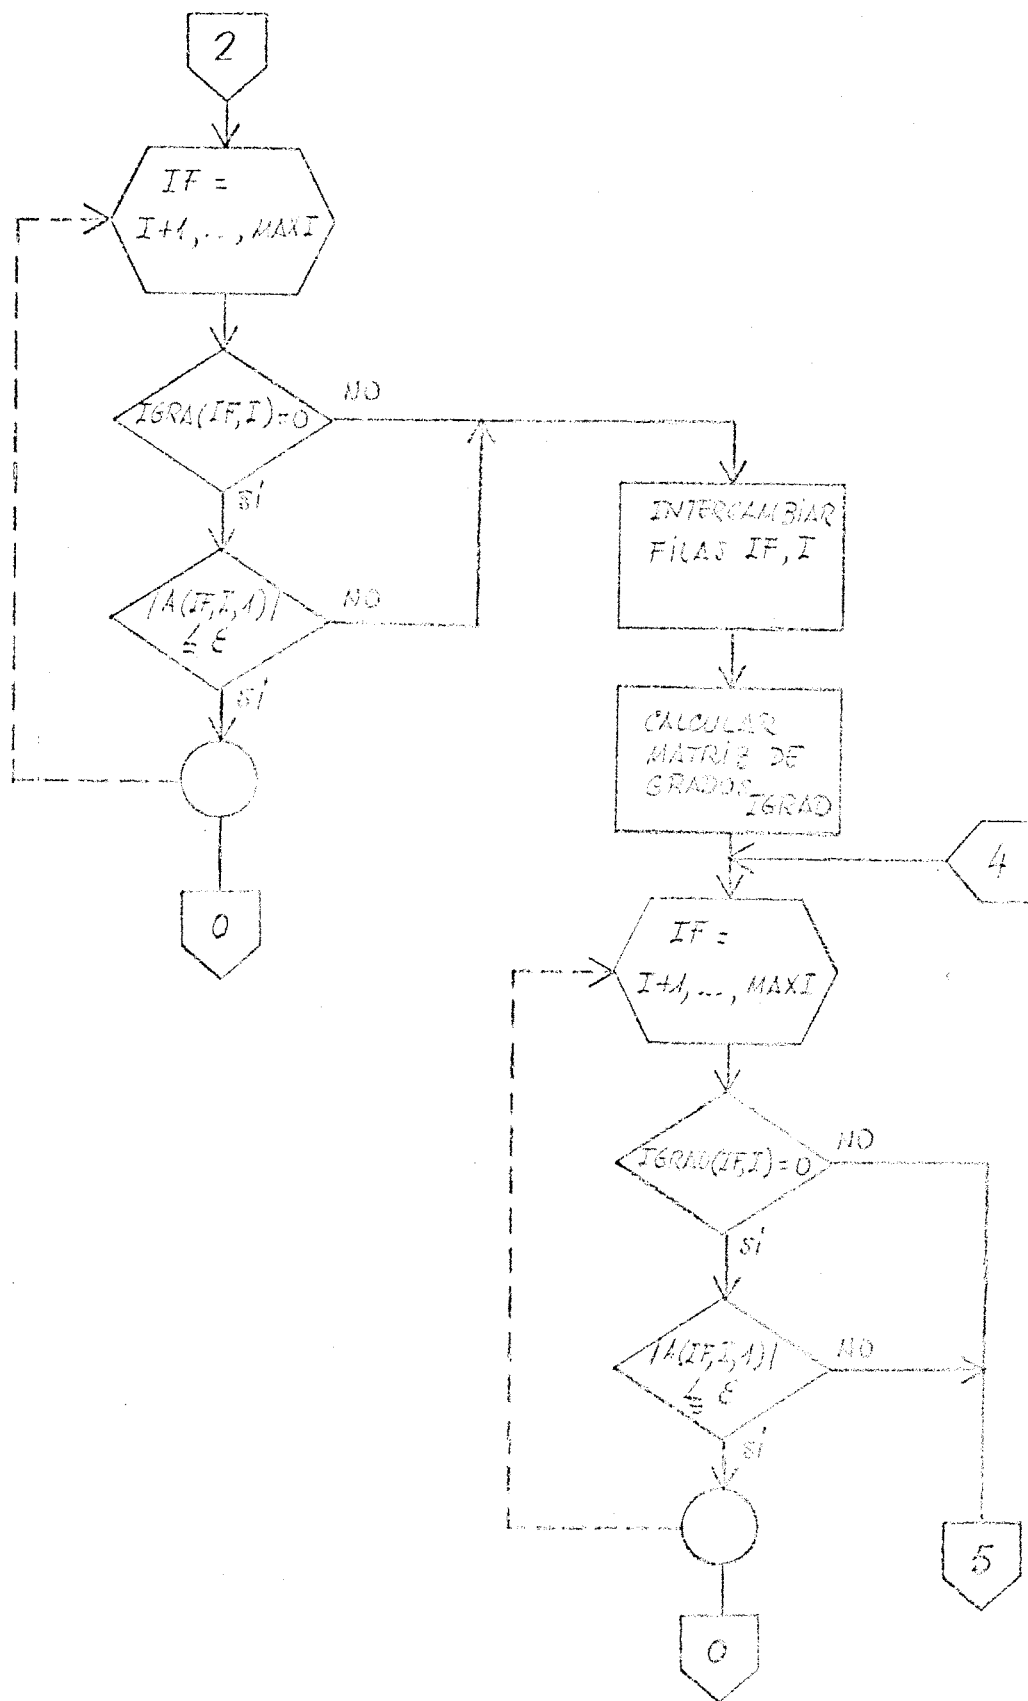 2
IF =
I+1, ..., MAXI
IGRA(IF,I)=0
NO
sí
|A(IF,I,1)|
≤ ε
NO
sí
0
INTERCAMBIAR
FILAS IF, I
CALCULAR
MATRIZ DE
GRADOS
IGRAD
4
IF =
I+1, ..., MAXI
IGRAD(IF,I)=0
NO
sí
|A(IF,I,1)|
≤ ε
NO
sí
5
0